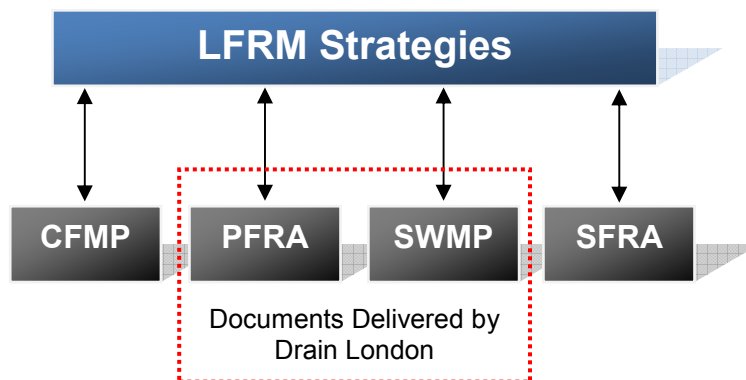 LFRM Strategies
CFMP
PFRA
SWMP
SFRA
Documents Delivered by
Drain London